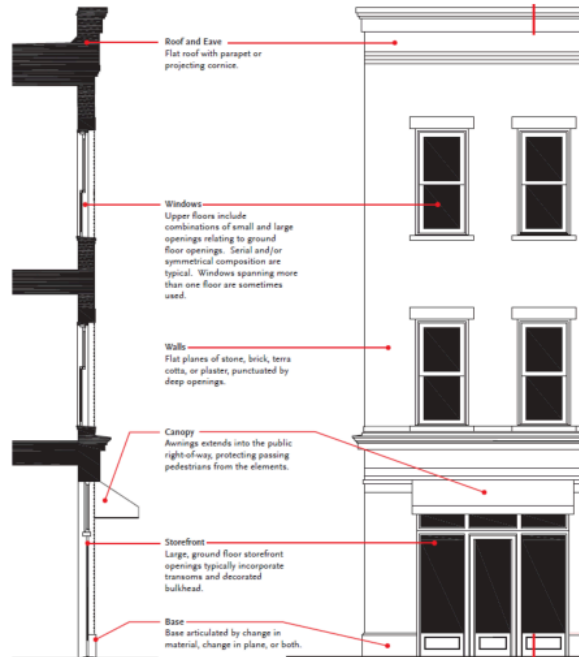 Roof and Eave
Flat roof with parapet or
projecting cornice.
Windows
Upper floors include
combinations of small and large
openings relating to ground
floor openings. Serial and/or
symmetrical composition are
typical. Windows spanning more
than one floor are sometimes
used.
Walls
Flat planes of stone, brick, terra
cotta, or plaster, punctuated by
deep openings.
Canopy
Awnings extends into the public
right-of-way, protecting passing
pedestrians from the elements.
Storefront
Large, ground floor storefront
openings typically incorporate
transoms and decorated
bulkhead.
Base
Base articulated by change in
material, change in plane, or both.